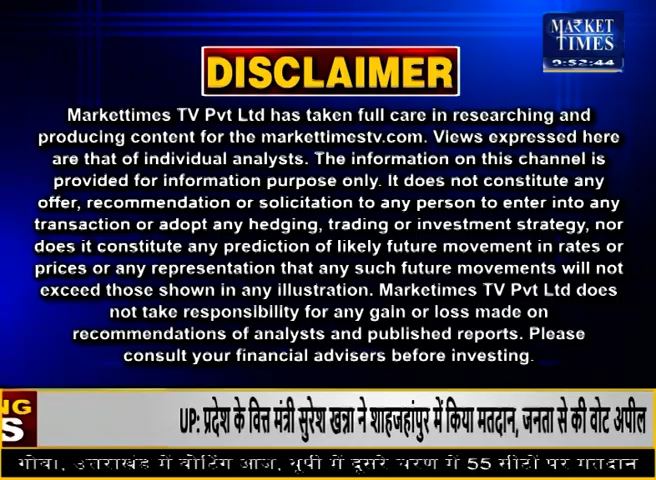 MARKET
TIMES
9:52:44
DISCLAIMER
Markettimes TV Pvt Ltd has taken full care in researching and
producing content for the markettimestv.com. Views expressed here
are that of individual analysts. The information on this channel is
provided for information purpose only. It does not constitute any
offer, recommendation or solicitation to any person to enter into any
transaction or adopt any hedging, trading or investment strategy, nor
does it constitute any prediction of likely future movement in rates or
prices or any representation that any such future movements will not
exceed those shown in any illustration. Marketimes TV Pvt Ltd does
not take responsibility for any gain or loss made on
recommendations of analysts and published reports. Please
consult your financial advisers before investing.
NG
S
UP: प्रदेश के वित्त मंत्री सुरेश खन्ना ने शाहजहांपुर में किया मतदान, जनता से की वोट अपील
गोवा, उत्तराखंड में वोटिंग आज, यूपी में दूसरे चरण में 55 सीटों पर मतदान